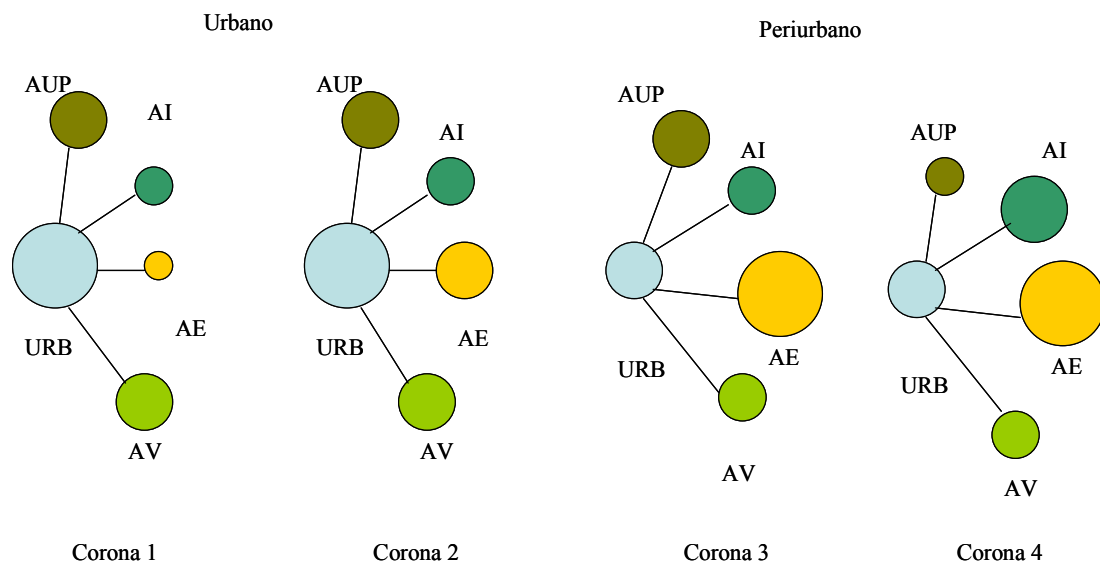 Urbano
Periurbano
AUP
AI
AE
URB
AV
AUP
AI
AE
URB
AV
AUP
AI
AE
URB
AV
AUP
AI
AE
URB
AV
Corona 1
Corona 2
Corona 3
Corona 4